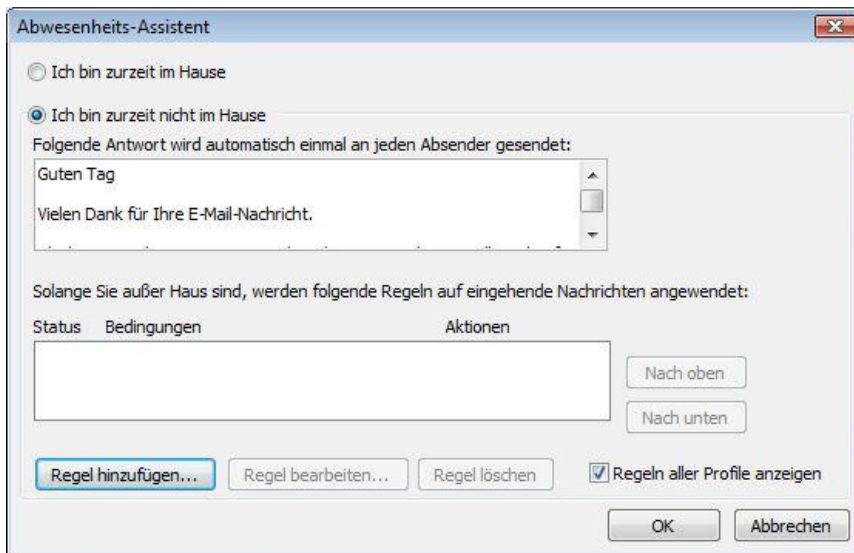 Abwesenheits-Assistent
Ich bin zurzeit im Hause
Ich bin zurzeit nicht im Hause
Folgende Antwort wird automatisch einmal an jeden Absender gesendet:
Guten Tag
Vielen Dank für Ihre E-Mail-Nachricht.
Solange Sie außer Haus sind, werden folgende Regeln auf eingehende Nachrichten angewendet:
Status Bedingungen Aktionen
Nach oben
Nach unten
Regel hinzufügen... Regel bearbeiten... Regel löschen Regeln aller Profile anzeigen
OK Abbrechen